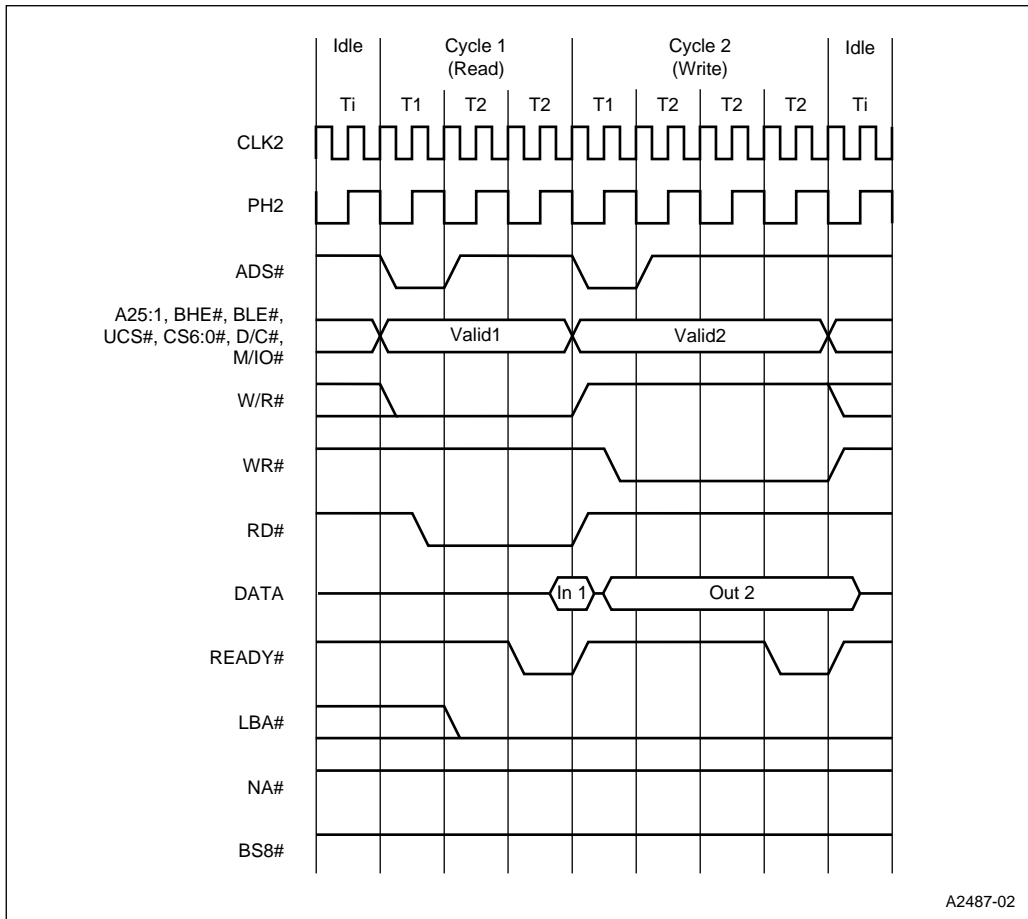 Idle
Cycle 1
(Read)
Cycle 2
(Write)
Idle
Ti T1 T2 T2 T1 T2 T2 T2 Ti
CLK2
PH2
ADS#
A25:1, BHE#, BLE#,
UCS#, CS6:0#, D/C#,
M/IO#
Valid1 Valid2
W/R#
WR#
RD#
DATA In 1 Out 2
READY#
LBA#
NA#
BS8#
A2487-02